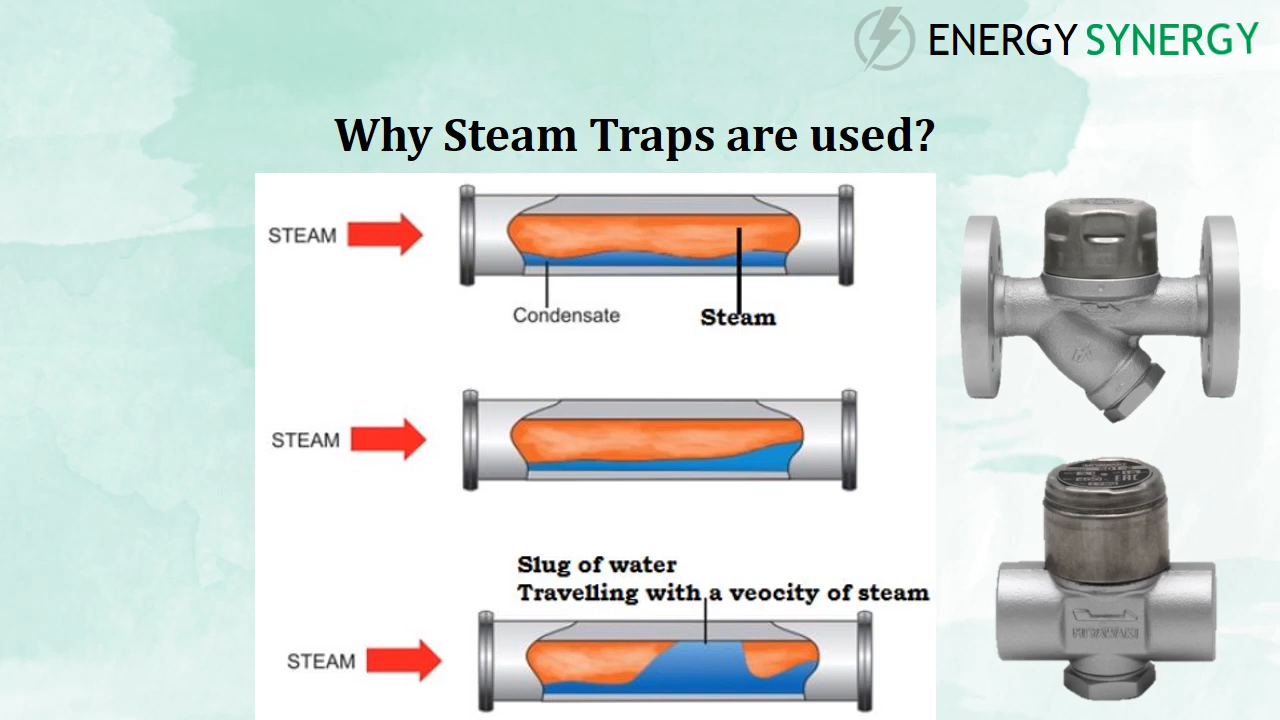 ENERGY SYNERGY
Why Steam Traps are used?
STEAM
Condensate
Steam
STEAM
Slug of water
Travelling with a veocity of steam
STEAM